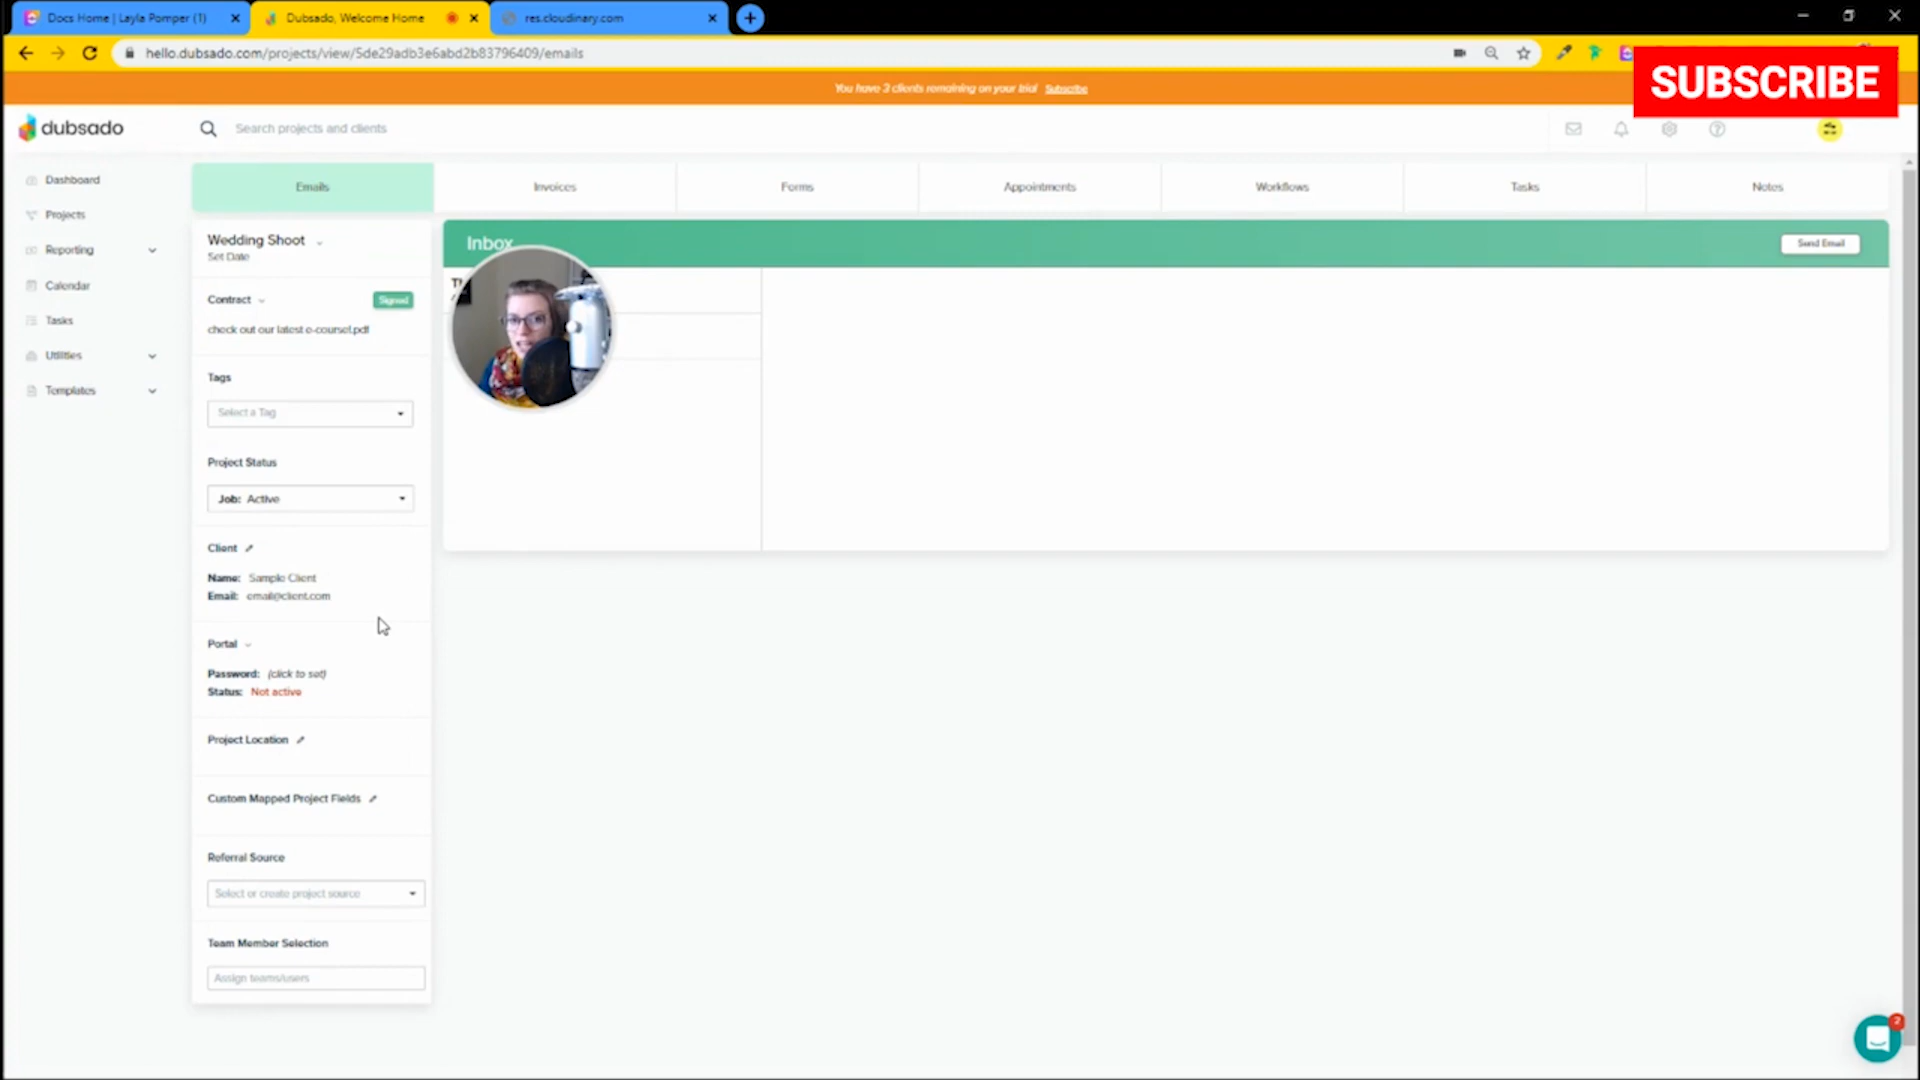 Docs Home | Layla Pomper (1)
Dubsado, Welcome Home
res.cloudinary.com
hello.dubsado.com/projects/view/5de29adb3e6abd2b83796409/emails
SUBSCRIBE
You have 3 clients remaining on your trial Subscribe
dubsado
Search projects and clients
Dashboard
Projects
Reporting
Calendar
Tasks
Utilities
Templates
Emails
Invoices
Forms
Appointments
Workflows
Tasks
Notes
Wedding Shoot
Set Date
Contract
Signed
check out our latest e-course!.pdf
Tags
Select a Tag
Project Status
Job: Active
Client
Name: Sample Client
Email: email@client.com
Portal
Password: (click to set)
Status: Not active
Project Location
Custom Mapped Project Fields
Referral Source
Select or create project source
Team Member Selection
Assign teams/users
Inbox
Send Email
2